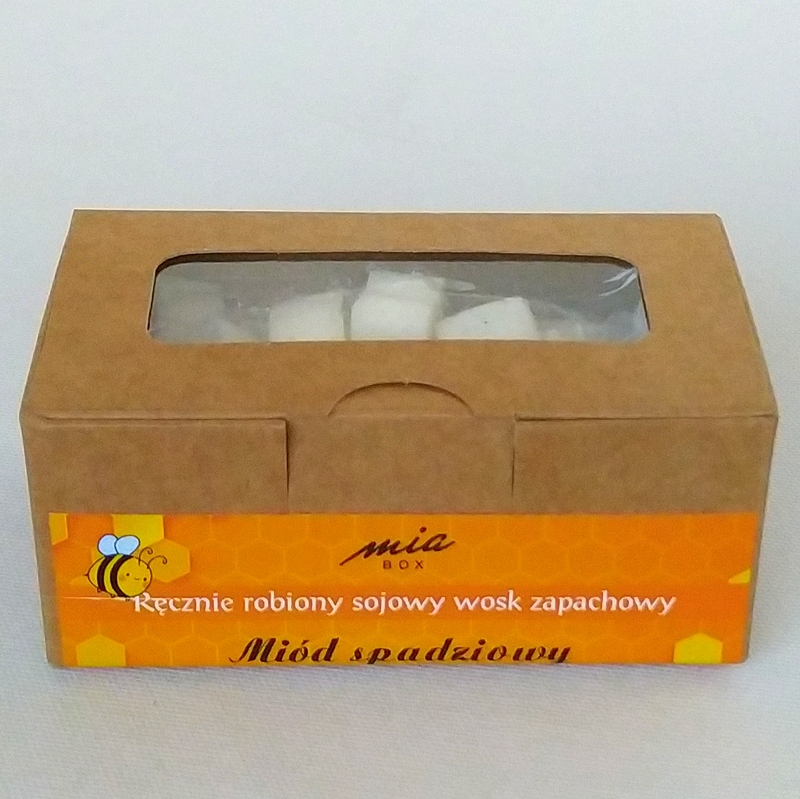 mia
BOX
Ręcznie robiony sojowy wosk zapachowy
Miód spadziowy